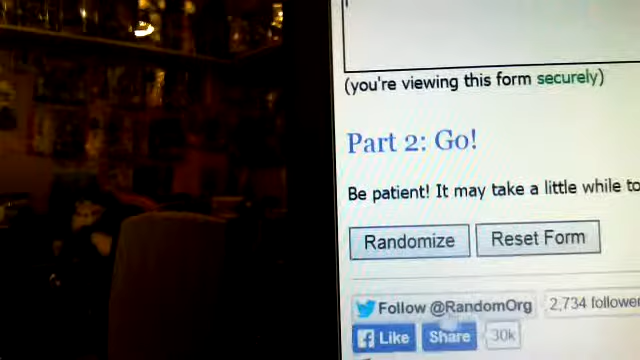 (you're viewing this form securely)
Part 2: Go!
Be patient! It may take a little while to
Randomize Reset Form
Follow @RandomOrg 2,734 followe
Like Share 30k